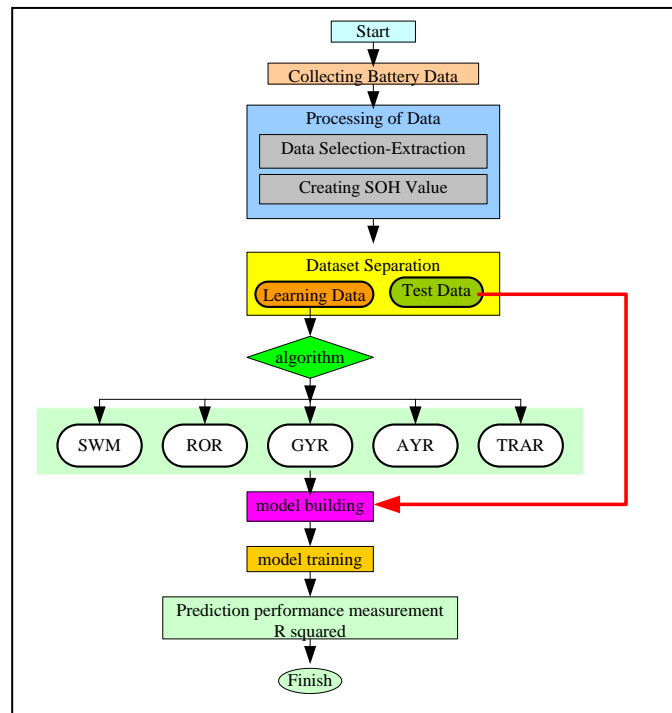 Start
Collecting Battery Data
Processing of Data
Data Selection-Extraction
Creating SOH Value
Dataset Separation
Learning Data
Test Data
algorithm
SWM
ROR
GYR
AYR
TRAR
model building
model training
Prediction performance measurement
R squared
Finish